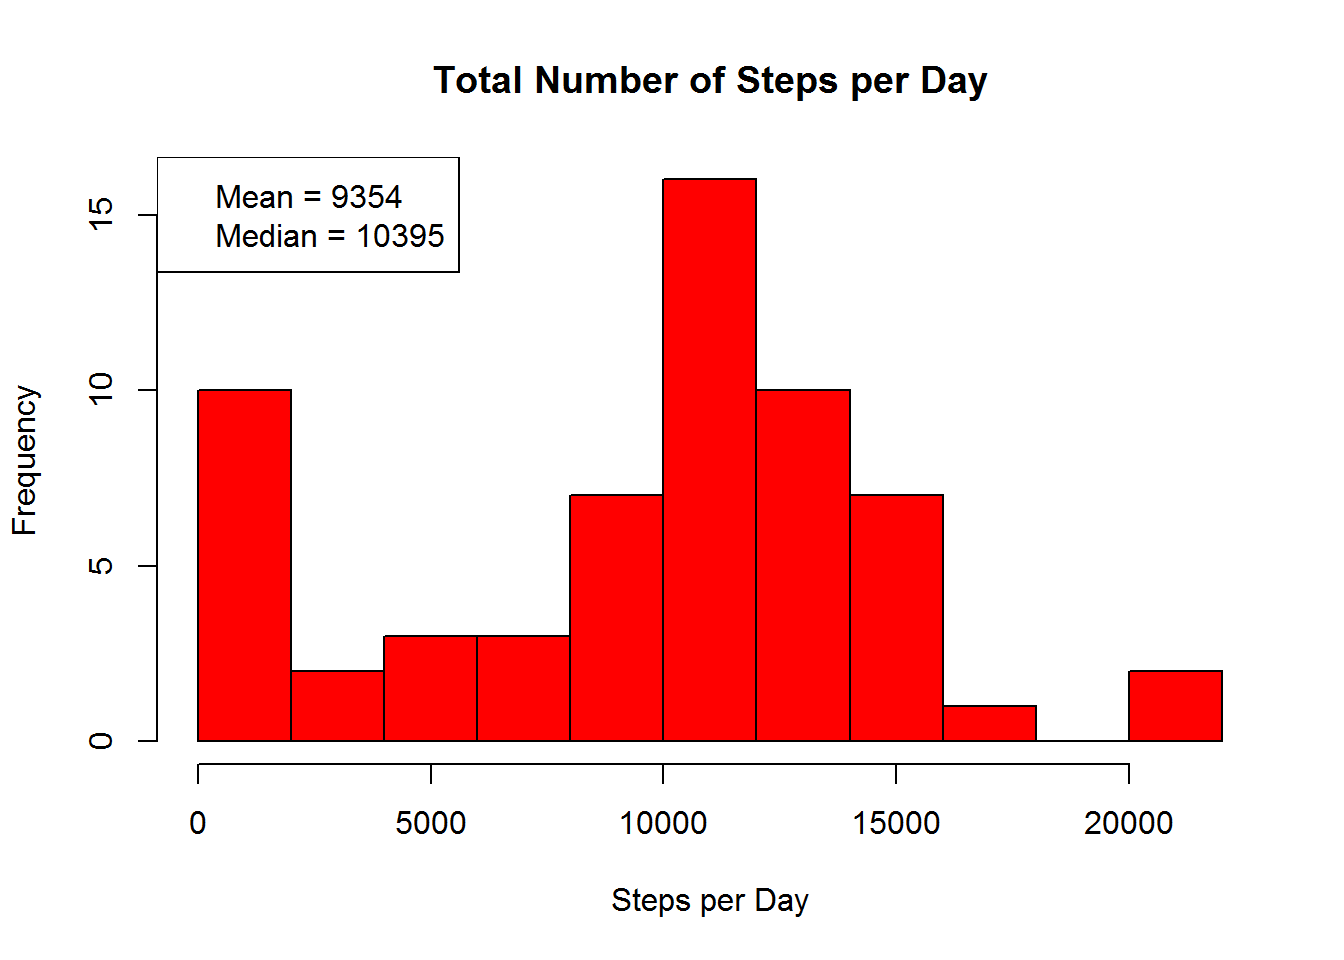 Total Number of Steps per Day
Mean = 9354
Median = 10395
15
10
5
0
Frequency
0 5000 10000 15000 20000
Steps per Day